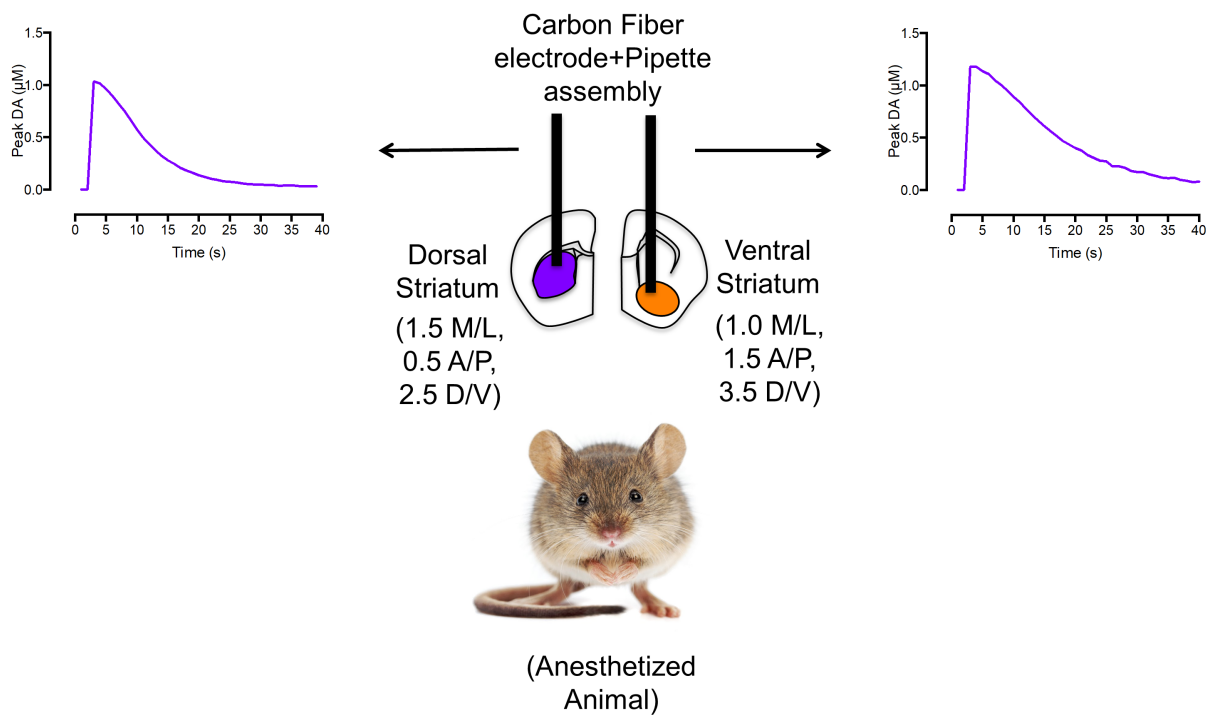 Carbon Fiber
electrode+Pipette
assembly
1.5
1.0
0.5
0.0
Peak DA (µM)
0 5 10 15 20 25 30 35 40
Time (s)
1.5
1.0
0.5
0.0
Peak DA (µM)
0 5 10 15 20 25 30 35 40
Time (s)
Dorsal
Striatum
(1.5 M/L,
0.5 A/P,
2.5 D/V)
Ventral
Striatum
(1.0 M/L,
1.5 A/P,
3.5 D/V)
(Anesthetized
Animal)